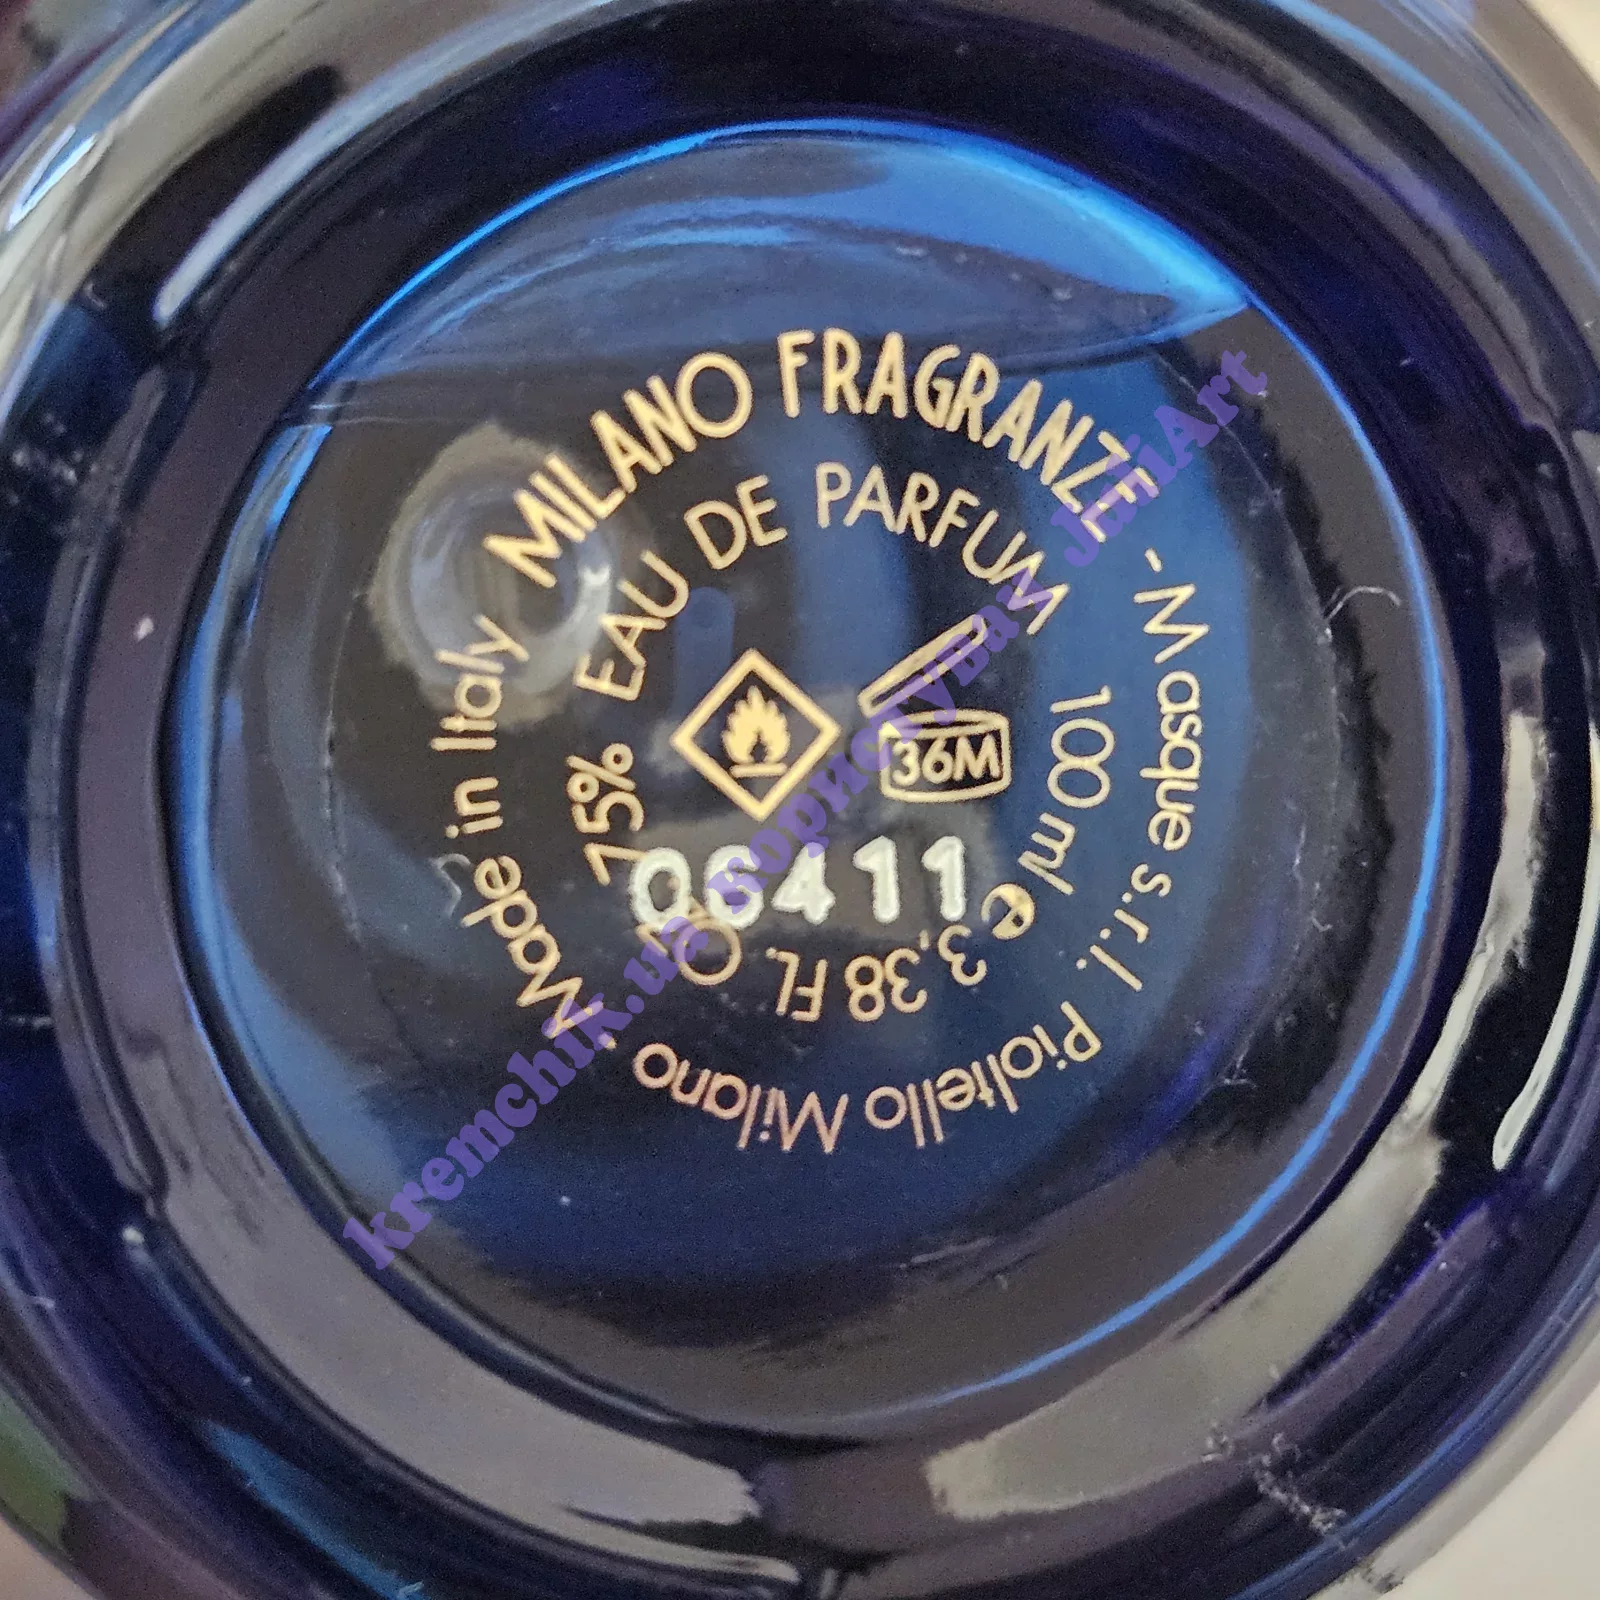 MILANO FRAGRANZE - Masque s.r.l. Pioltello Milano Made in Italy
75% EAU DE PARFUM 100 ml e 3,38 FL. OZ
36M
06411
kremchik.ua користувач JuliArt